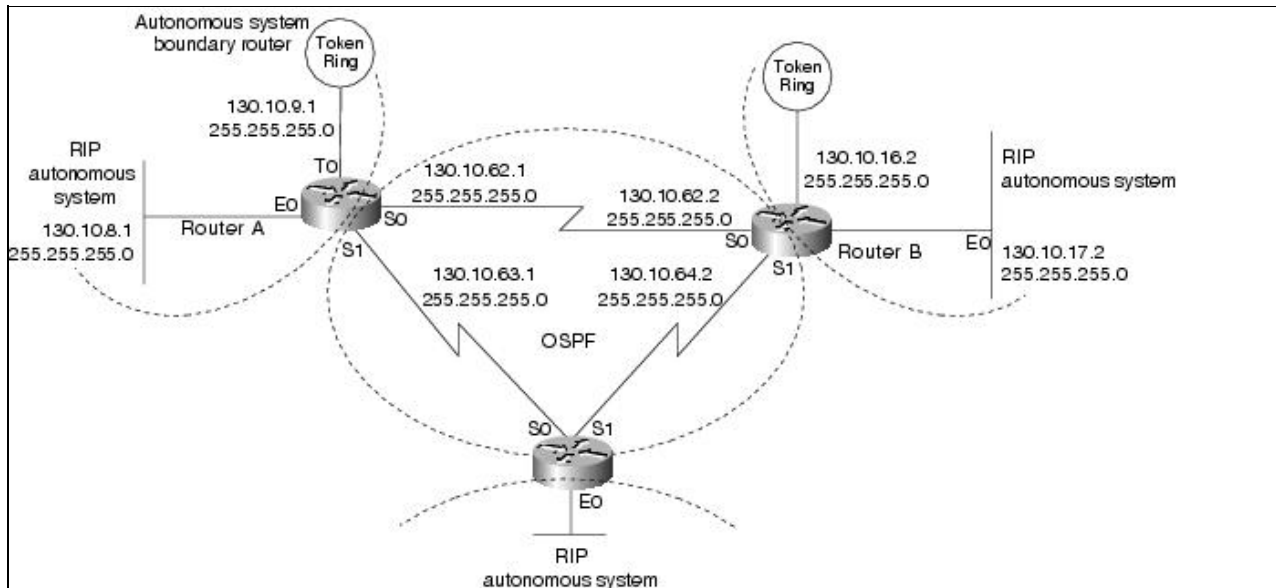 Autonomous system
boundary router
Token
Ring
Token
Ring
130.10.9.1
255.255.255.0
RIP
autonomous
system
130.10.8.1
255.255.255.0
T0
E0
S0
S1
Router A
130.10.62.1
255.255.255.0
130.10.62.2
255.255.255.0
130.10.16.2
255.255.255.0
RIP
autonomous system
S0
S1
Router B
E0
130.10.17.2
255.255.255.0
130.10.63.1
255.255.255.0
130.10.64.2
255.255.255.0
OSPF
S0
S1
E0
RIP
autonomous system